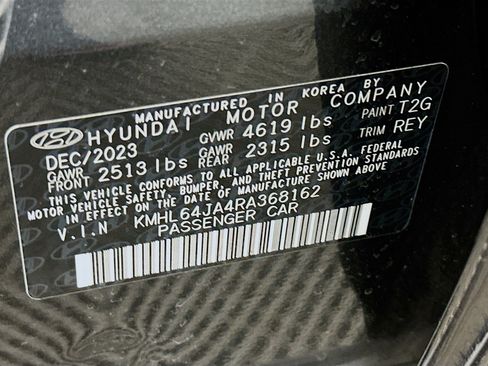 MANUFACTURED IN KOREA BY
HYUNDAI MOTOR COMPANY
DEC/2023 GVWR 4619 lbs PAINT T2G
GAWR FRONT 2513 lbs GAWR REAR 2315 lbs TRIM REY
THIS VEHICLE CONFORMS TO ALL APPLICABLE U.S.A. FEDERAL
MOTOR VEHICLE SAFETY, BUMPER, AND THEFT PREVENTION STANDARDS
IN EFFECT ON THE DATE OF MANUFACTURE SHOWN ABOVE.
V.I.N KMHL64JA4RA368162
PASSENGER CAR